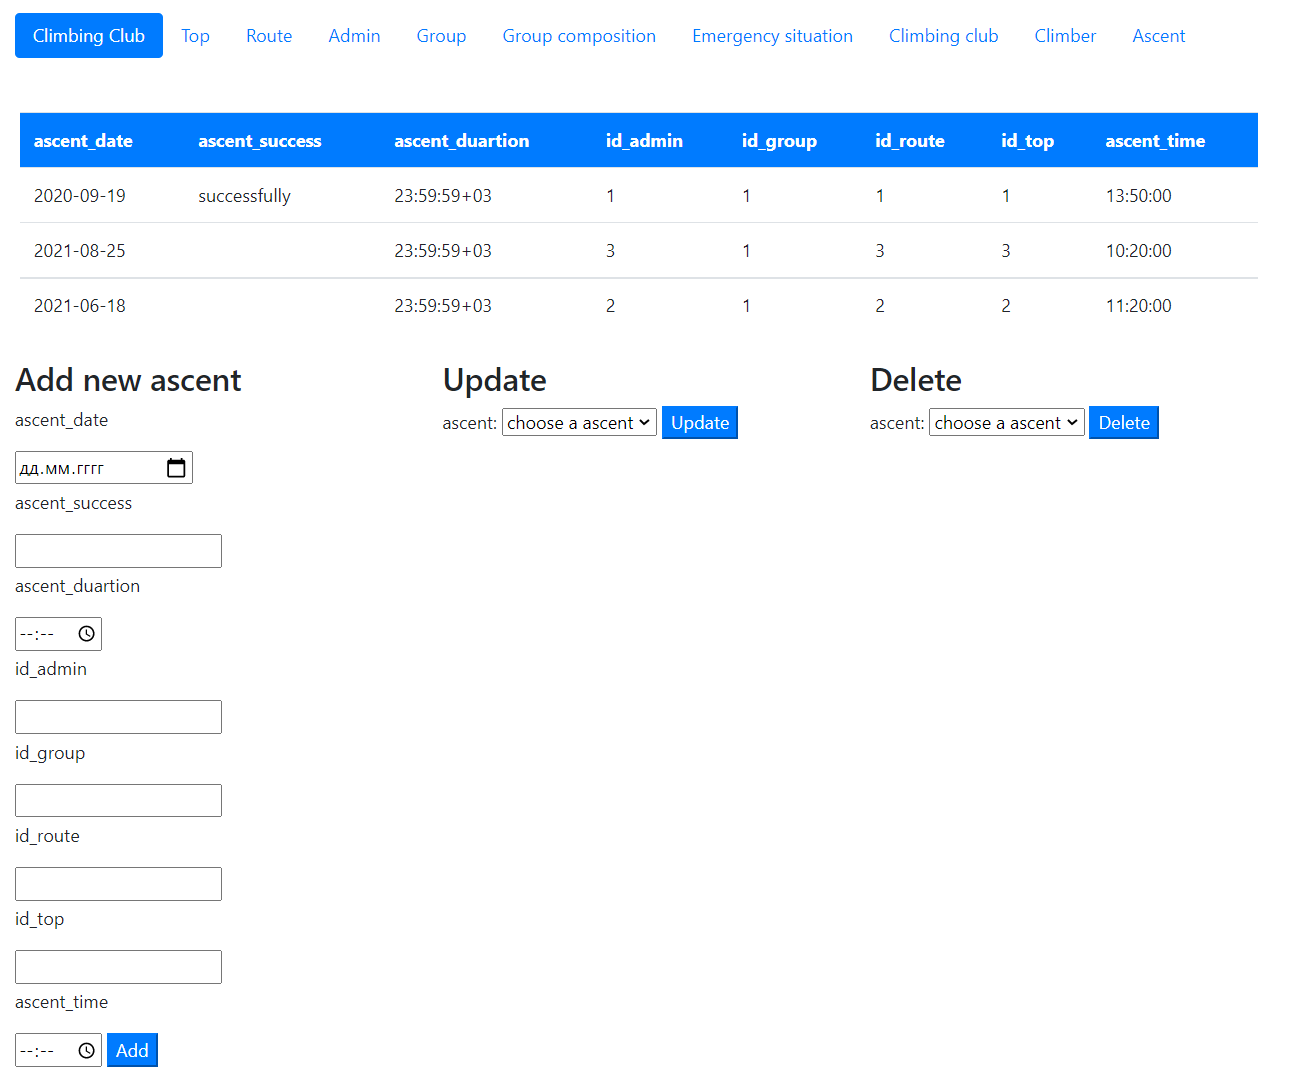 Climbing Club Top Route Admin Group Group composition Emergency situation Climbing club Climber Ascent
ascent_date ascent_success ascent_duartion id_admin id_group id_route id_top ascent_time
2020-09-19 successfully 23:59:59+03 1 1 1 1 13:50:00
2021-08-25 23:59:59+03 3 1 3 3 10:20:00
2021-06-18 23:59:59+03 2 1 2 2 11:20:00
Add new ascent
ascent_date
дд.мм.гггг
ascent_success
ascent_duartion
--:--
id_admin
id_group
id_route
id_top
ascent_time
--:-- Add
Update
ascent: choose a ascent Update
Delete
ascent: choose a ascent Delete